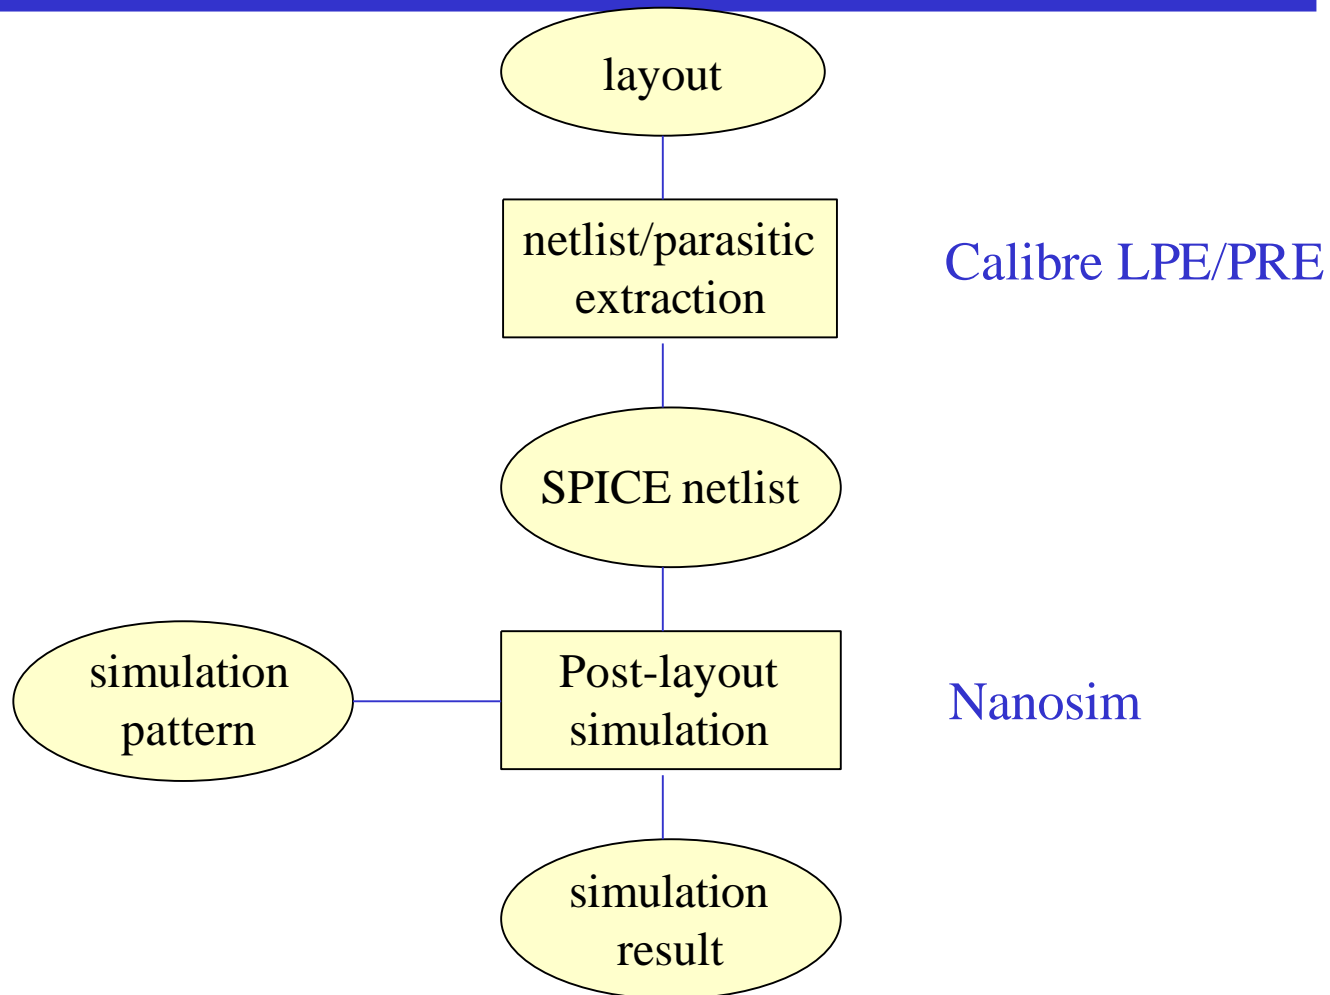 layout
netlist/parasitic
extraction
Calibre LPE/PRE
SPICE netlist
simulation
pattern
Post-layout
simulation
Nanosim
simulation
result